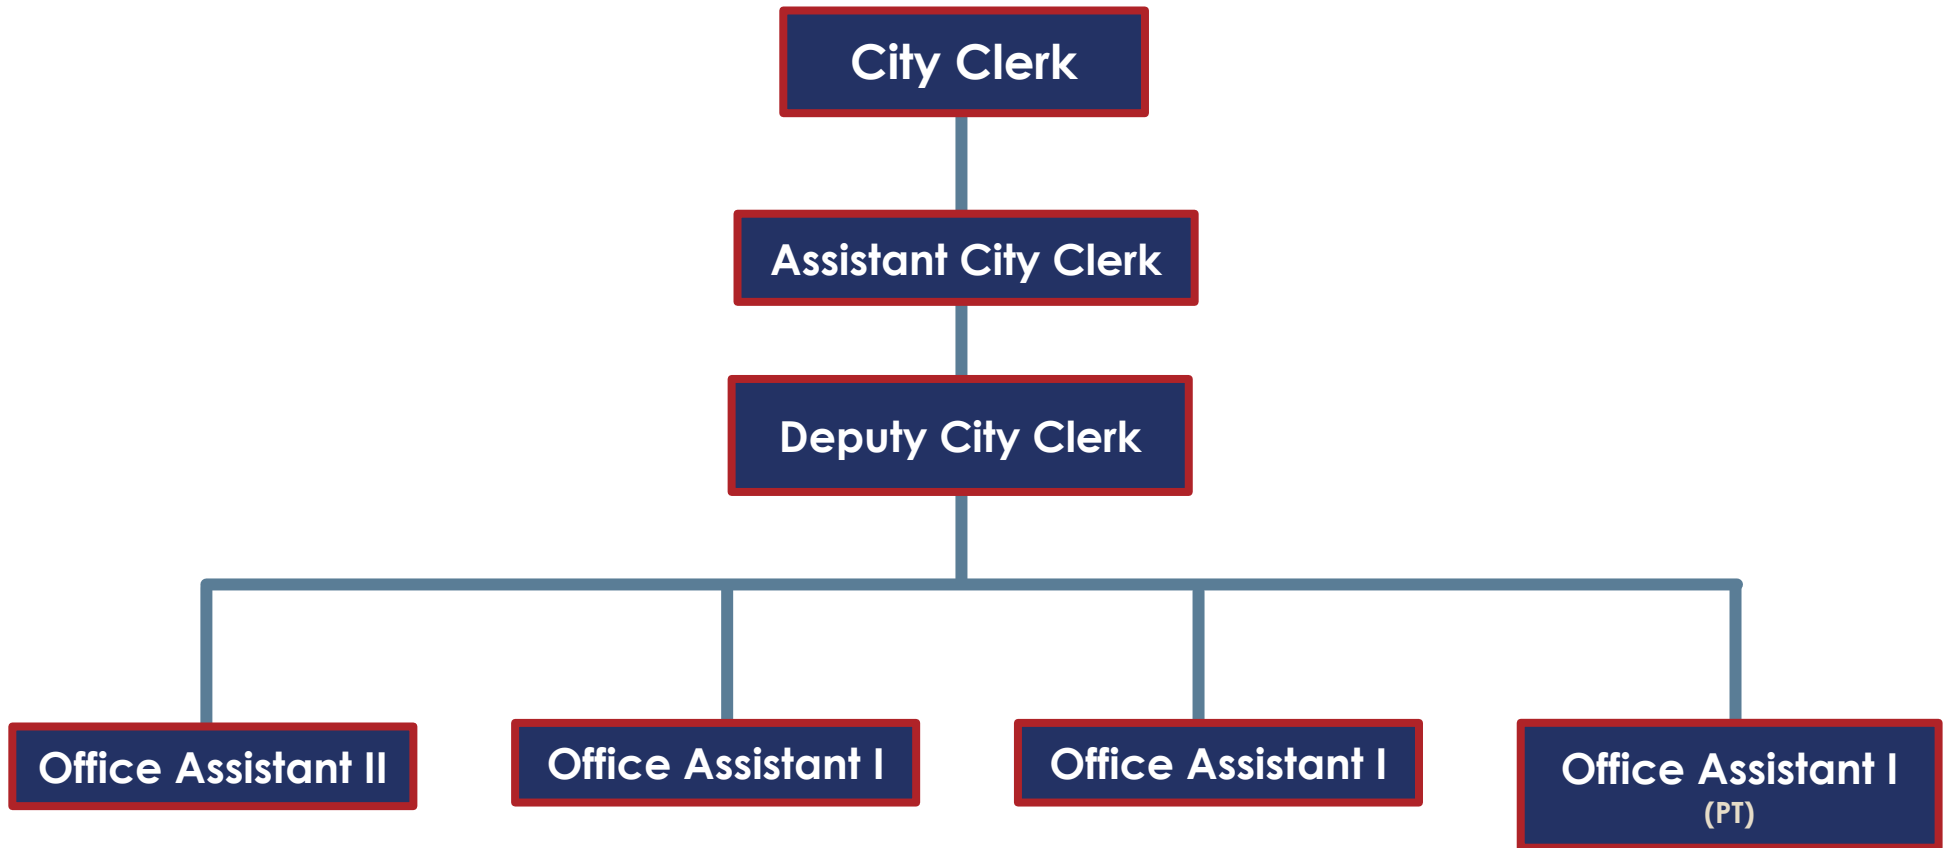 City Clerk
Assistant City Clerk
Deputy City Clerk
Office Assistant II
Office Assistant I
Office Assistant I
Office Assistant I
(PT)